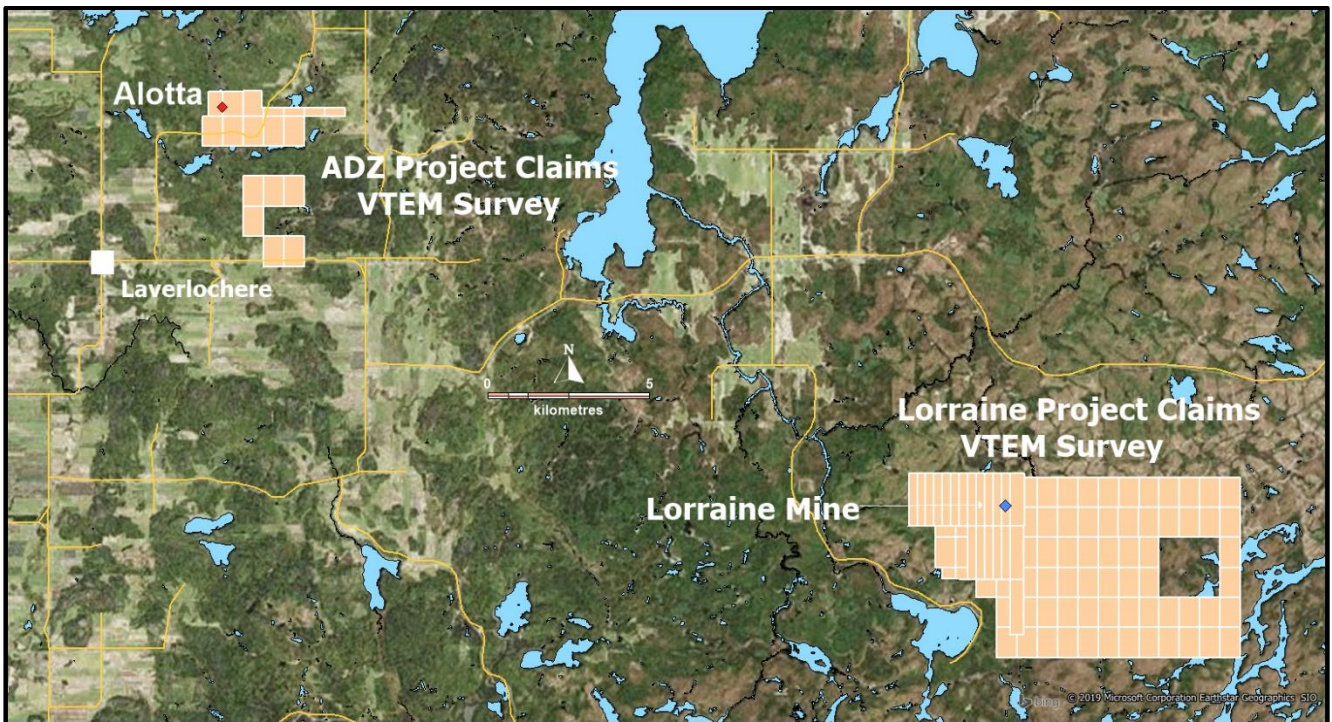 Alotta
ADZ Project Claims
VTEM Survey
Laverlochere
N
0 5
kilometres
Lorraine Project Claims
VTEM Survey
Lorraine Mine
bing © 2019 Microsoft Corporation Earthstar Geographics SIO